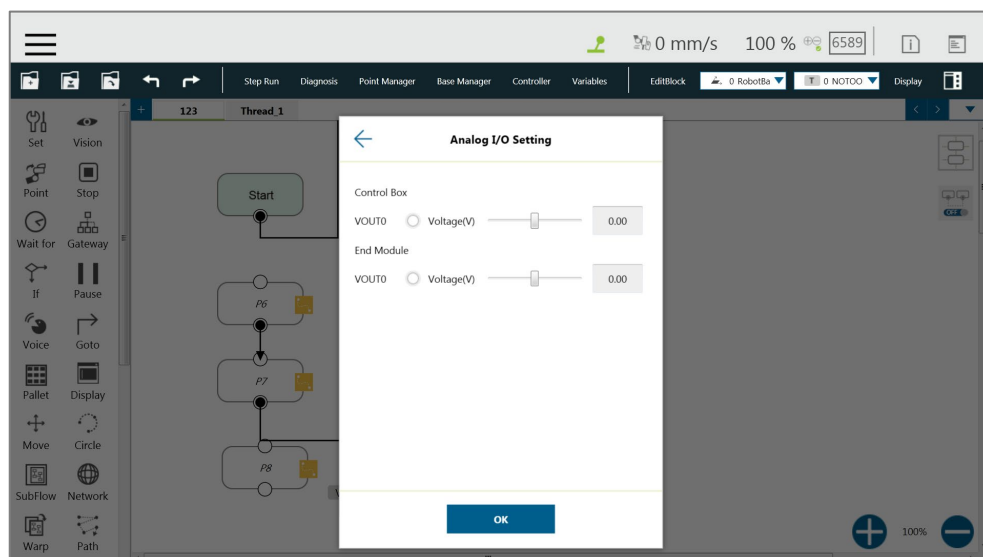 0 mm/s 100 % 6589
Step Run Diagnosis Point Manager Base Manager Controller Variables EditBlock 0 RobotBa T 0 NOTOO Display
+ 123 Thread_1
Set Vision
Point Stop
Wait for Gateway
If Pause
Voice Goto
Pallet Display
Move Circle
SubFlow Network
Warp Path
Start
P6
P7
P8
Analog I/O Setting
Control Box
VOUT0 Voltage(V) 0.00
End Module
VOUT0 Voltage(V) 0.00
OK
OFF
100%